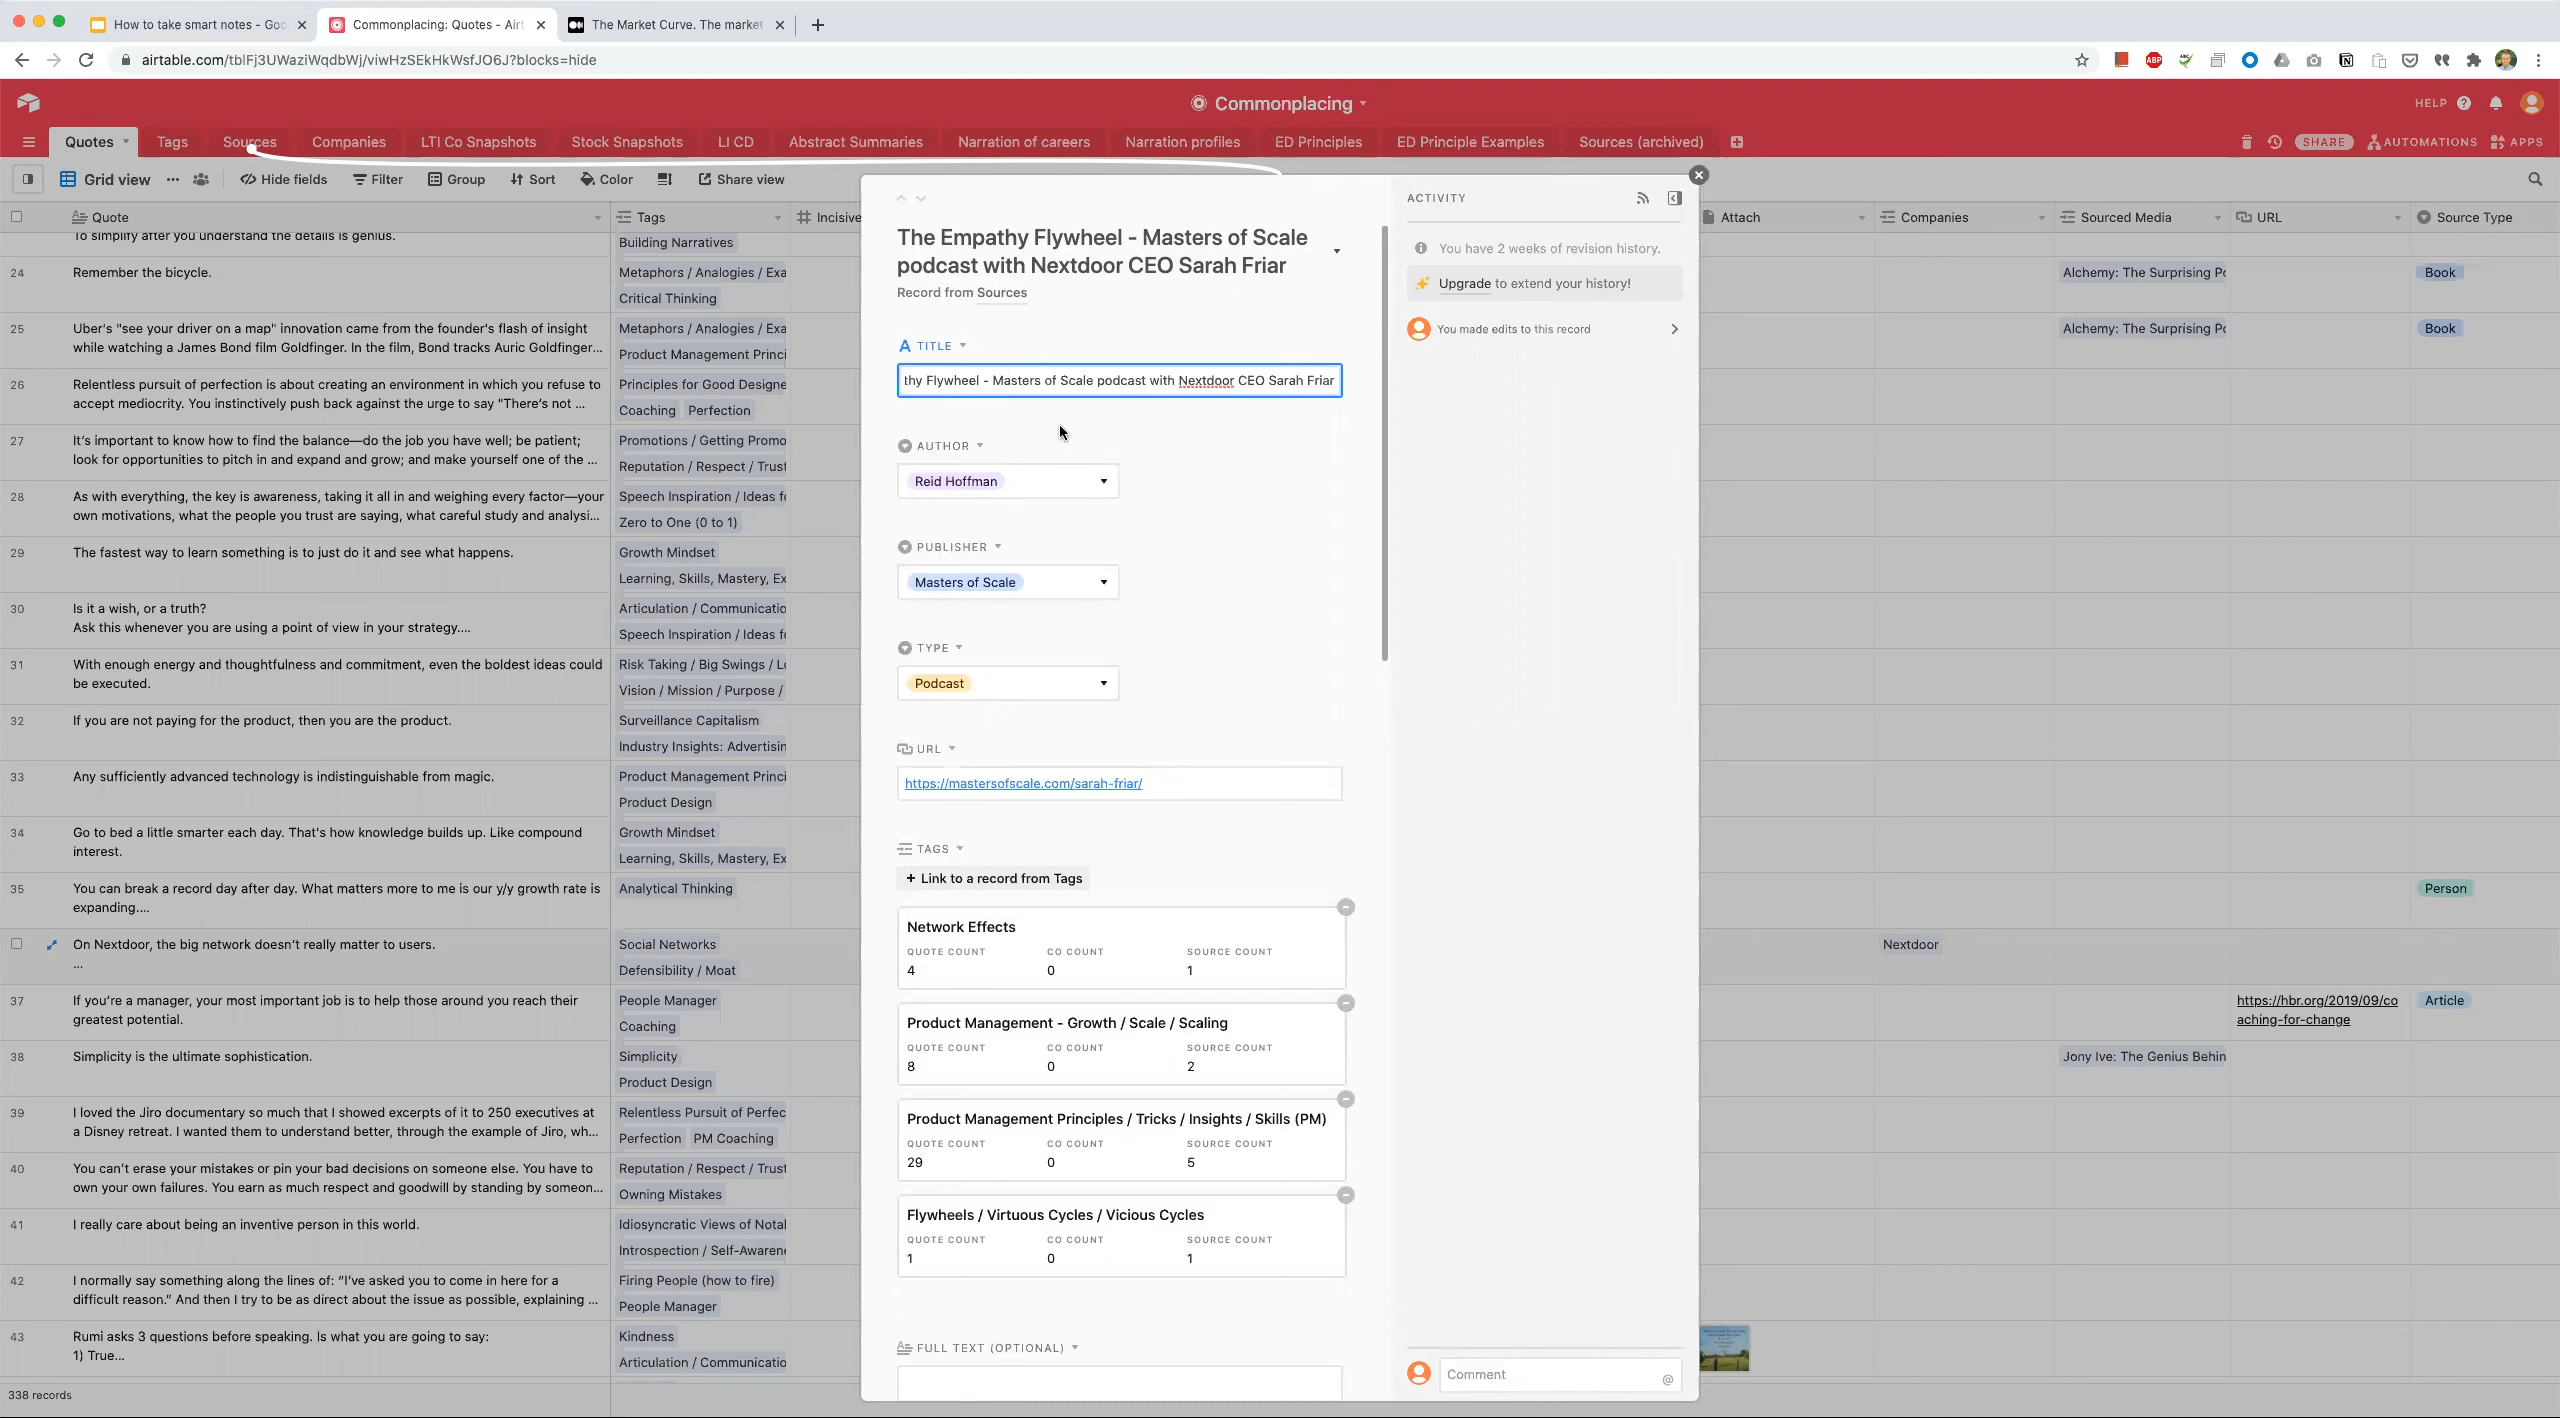 How to take smart notes - Goo
Commonplacing: Quotes - Airt
The Market Curve. The market
airtable.com/tblFj3UWaziWqdbWj/viwHzSEkHkWsfJO6J?blocks=hide
ABP
Commonplacing
HELP
Quotes
Tags
Sources
Companies
LTI Co Snapshots
Stock Snapshots
LI CD
Abstract Summaries
Narration of careers
Narration profiles
ED Principles
ED Principle Examples
Sources (archived)
SHARE
AUTOMATIONS
APPS
Grid view
Hide fields
Filter
Group
Sort
Color
Share view
Quote
Tags
Incisive
Attach
Companies
Sourced Media
URL
Source Type
To simplify after you understand the details is genius.
Building Narratives
24
Remember the bicycle.
Metaphors / Analogies / Exa
Critical Thinking
Alchemy: The Surprising Po
Book
25
Uber's "see your driver on a map" innovation came from the founder's flash of insight
while watching a James Bond film Goldfinger. In the film, Bond tracks Auric Goldfinger...
Metaphors / Analogies / Exa
Product Management Princi
Alchemy: The Surprising Po
Book
26
Relentless pursuit of perfection is about creating an environment in which you refuse to
accept mediocrity. You instinctively push back against the urge to say "There's not ...
Principles for Good Designe
Coaching
Perfection
27
It's important to know how to find the balance—do the job you have well; be patient;
look for opportunities to pitch in and expand and grow; and make yourself one of the ...
Promotions / Getting Promo
Reputation / Respect / Trust
28
As with everything, the key is awareness, taking it all in and weighing every factor—your
own motivations, what the people you trust are saying, what careful study and analysi...
Speech Inspiration / Ideas fo
Zero to One (0 to 1)
29
The fastest way to learn something is to just do it and see what happens.
Growth Mindset
Learning, Skills, Mastery, Ex
30
Is it a wish, or a truth?
Ask this whenever you are using a point of view in your strategy....
Articulation / Communicatio
Speech Inspiration / Ideas fo
31
With enough energy and thoughtfulness and commitment, even the boldest ideas could
be executed.
Risk Taking / Big Swings / Lo
Vision / Mission / Purpose /
32
If you are not paying for the product, then you are the product.
Surveillance Capitalism
Industry Insights: Advertisin
33
Any sufficiently advanced technology is indistinguishable from magic.
Product Management Princi
Product Design
34
Go to bed a little smarter each day. That's how knowledge builds up. Like compound
interest.
Growth Mindset
Learning, Skills, Mastery, Ex
35
You can break a record day after day. What matters more to me is our y/y growth rate is
expanding....
Analytical Thinking
Person
On Nextdoor, the big network doesn't really matter to users.
...
Social Networks
Defensibility / Moat
Nextdoor
37
If you're a manager, your most important job is to help those around you reach their
greatest potential.
People Manager
Coaching
https://hbr.org/2019/09/co
aching-for-change
Article
38
Simplicity is the ultimate sophistication.
Simplicity
Product Design
Jony Ive: The Genius Behin
39
I loved the Jiro documentary so much that I showed excerpts of it to 250 executives at
a Disney retreat. I wanted them to understand better, through the example of Jiro, wh...
Relentless Pursuit of Perfec
Perfection
PM Coaching
40
You can't erase your mistakes or pin your bad decisions on someone else. You have to
own your own failures. You earn as much respect and goodwill by standing by someon...
Reputation / Respect / Trust
Owning Mistakes
41
I really care about being an inventive person in this world.
Idiosyncratic Views of Notal
Introspection / Self-Awarene
42
I normally say something along the lines of: "I've asked you to come in here for a
difficult reason." And then I try to be as direct about the issue as possible, explaining ...
Firing People (how to fire)
People Manager
43
Rumi asks 3 questions before speaking. Is what you are going to say:
1) True...
Kindness
Articulation / Communicatio
338 records
The Empathy Flywheel - Masters of Scale
podcast with Nextdoor CEO Sarah Friar
Record from Sources
TITLE
thy Flywheel - Masters of Scale podcast with Nextdoor CEO Sarah Friar
AUTHOR
Reid Hoffman
PUBLISHER
Masters of Scale
TYPE
Podcast
URL
https://mastersofscale.com/sarah-friar/
TAGS
+ Link to a record from Tags
Network Effects
QUOTE COUNT CO COUNT SOURCE COUNT
4 0 1
Product Management - Growth / Scale / Scaling
QUOTE COUNT CO COUNT SOURCE COUNT
8 0 2
Product Management Principles / Tricks / Insights / Skills (PM)
QUOTE COUNT CO COUNT SOURCE COUNT
29 0 5
Flywheels / Virtuous Cycles / Vicious Cycles
QUOTE COUNT CO COUNT SOURCE COUNT
1 0 1
FULL TEXT (OPTIONAL)
ACTIVITY
You have 2 weeks of revision history.
Upgrade to extend your history!
You made edits to this record
Comment
@